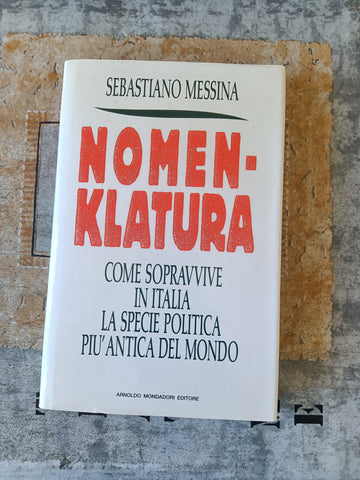 SEBASTIANO MESSINA
NOMEN-
KLATURA
COME SOPRAVVIVE
IN ITALIA
LA SPECIE POLITICA
PIU' ANTICA DEL MONDO
ARNOLDO MONDADORI EDITORE